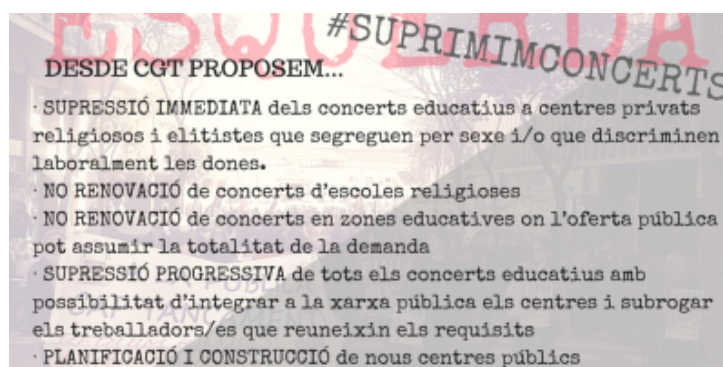 ESQUERDA
#SUPRIMIMCONCERTS
DESDE CGT PROPOSEM...
· SUPRESSIÓ IMMEDIATA dels concerts educatius a centres privats
religiosos i elitistes que segreguen per sexe i/o que discriminen
laboralment les dones.
· NO RENOVACIÓ de concerts d'escoles religioses
· NO RENOVACIÓ de concerts en zones educatives on l'oferta pública
pot assumir la totalitat de la demanda
· SUPRESSIÓ PROGRESSIVA de tots els concerts educatius amb
possibilitat d'integrar a la xarxa pública els centres i subrogar
els treballadors/es que reuneixin els requisits
· PLANIFICACIÓ I CONSTRUCCIÓ de nous centres públics